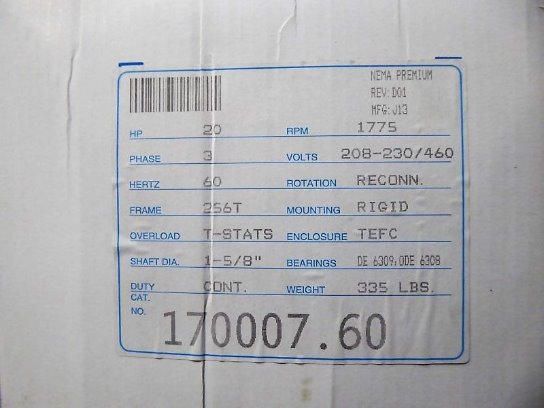 NEMA PREMIUM
REV: D01
MFG: J13
HP 20 RPM 1775
PHASE 3 VOLTS 208-230/460
HERTZ 60 ROTATION RECONN.
FRAME 256T MOUNTING RIGID
OVERLOAD T-STATS ENCLOSURE TEFC
SHAFT DIA. 1-5/8" BEARINGS DE 6309,ODE 6308
DUTY CONT. WEIGHT 335 LBS.
CAT.
NO. 170007.60